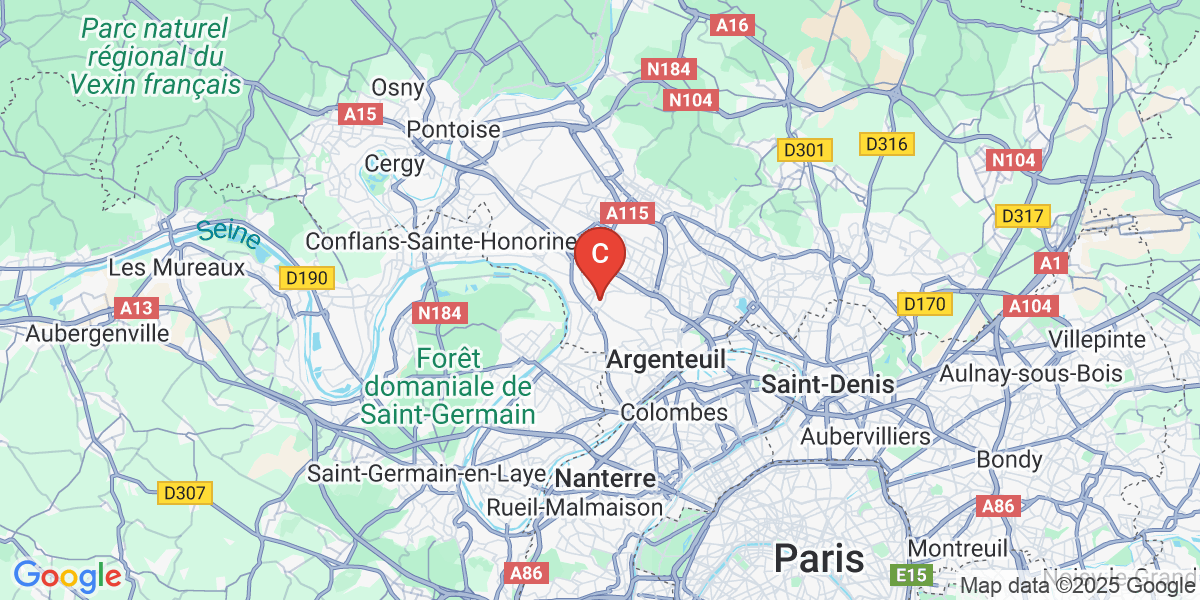 A16
Parc naturel
régional du
Vexin français
N184
Osny
N104
A15
Pontoise
D301
D316
Cergy
N104
A115
D317
Seine
Conflans-Sainte-Honorine
C
A1
Les Mureaux
D190
A13
N184
D170
A104
Aubergenville
Villepinte
Forêt
domaniale de
Saint-Germain
Argenteuil
Aulnay-sous-Bois
Saint-Denis
Colombes
Aubervilliers
Bondy
Saint-Germain-en-Laye
Nanterre
D307
Rueil-Malmaison
A86
Paris
Montreuil
A86
E15
Google
Map data ©2025 Google